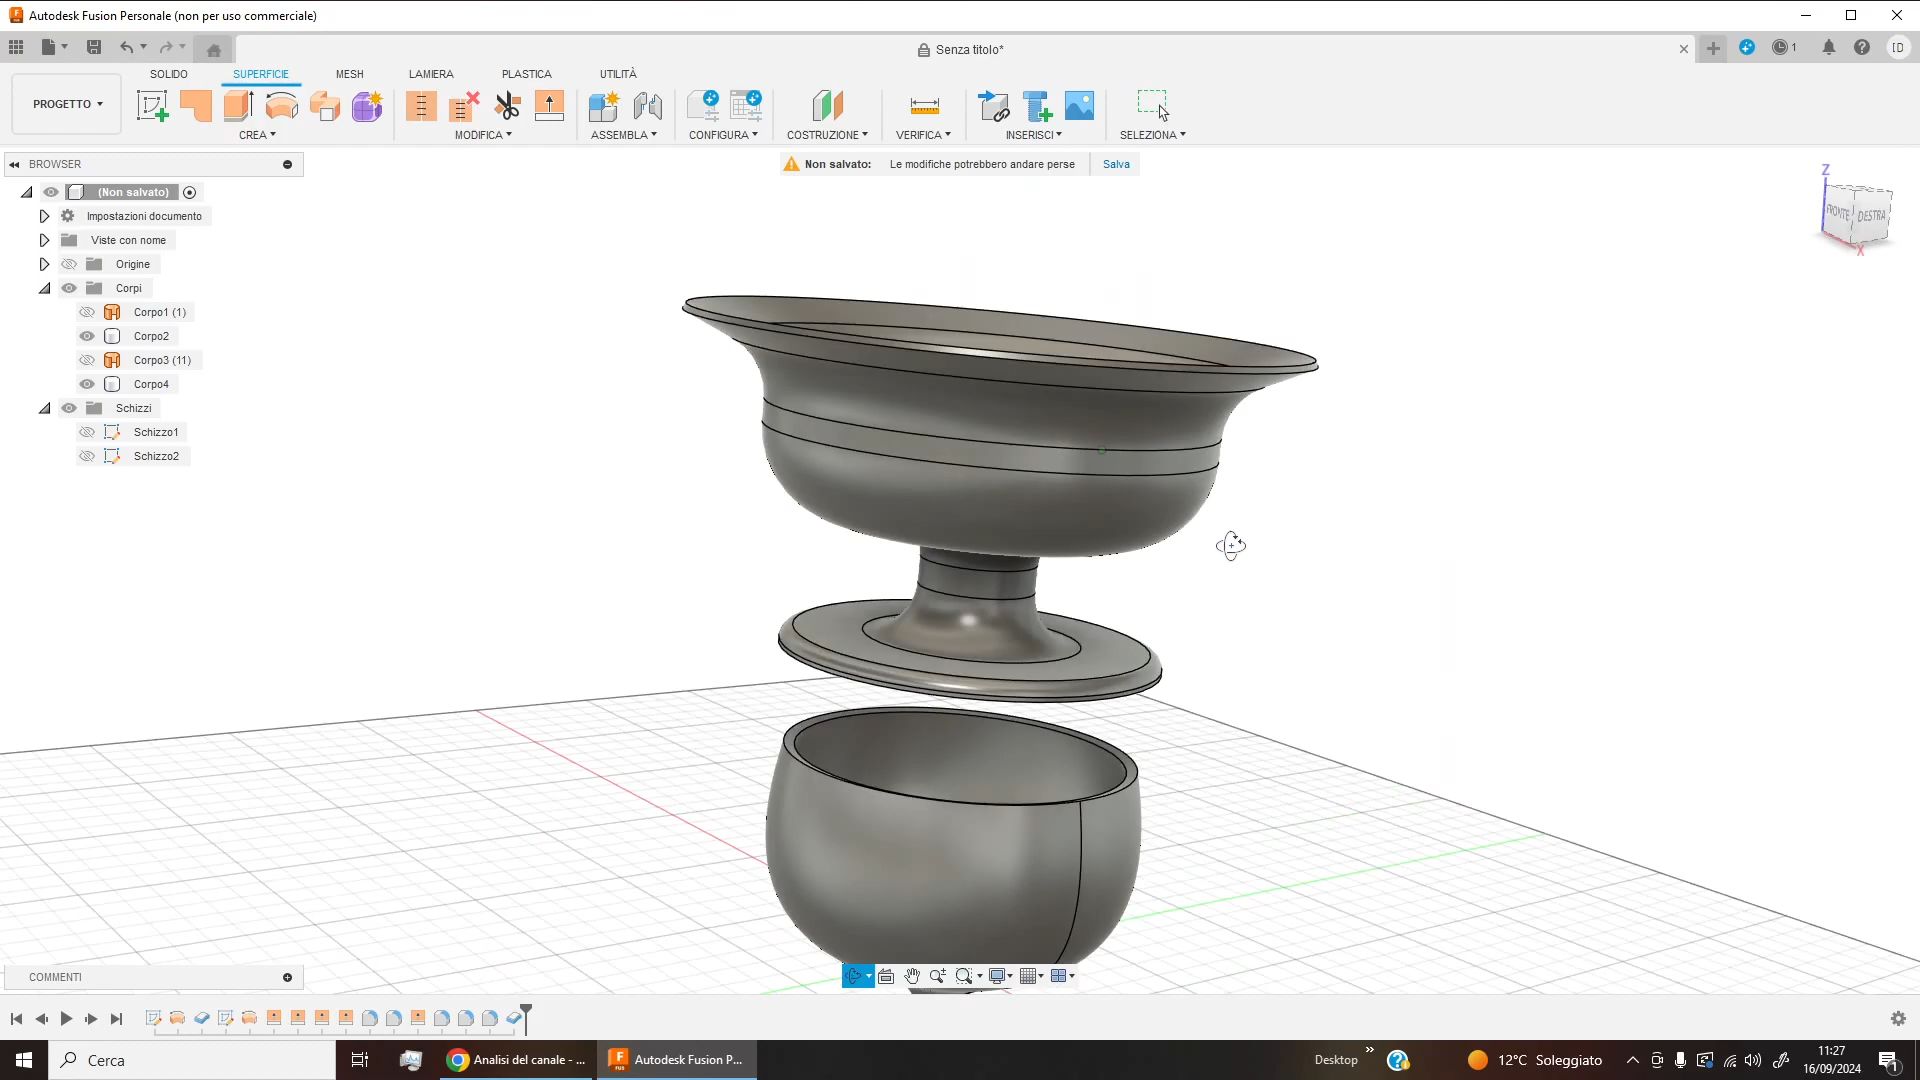 Autodesk Fusion Personale (non per uso commerciale)
Senza titolo*
1
ID
PROGETTO
SOLIDO
SUPERFICIE
MESH
LAMIERA
PLASTICA
UTILITÀ
CREA
MODIFICA
ASSEMBLA
CONFIGURA
COSTRUZIONE
VERIFICA
INSERISCI
SELEZIONA
BROWSER
Non salvato: Le modifiche potrebbero andare perse Salva
(Non salvato)
Impostazioni documento
Viste con nome
Origine
Corpi
Corpo1 (1)
Corpo2
Corpo3 (11)
Corpo4
Schizzi
Schizzo1
Schizzo2
Z
FRONTE
DESTRA
X
COMMENTI
Cerca
Analisi del canale - ...
Autodesk Fusion P...
Desktop
12°C Soleggiato
11:27
16/09/2024
1